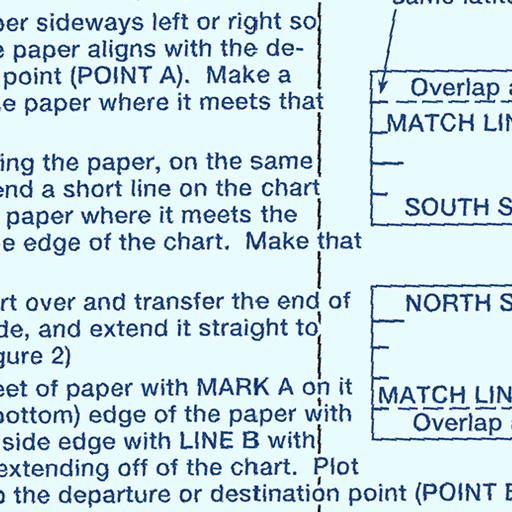 per sideways left or right so
paper aligns with the de-
point (POINT A). Make a
paper where it meets that
ing the paper, on the same
end a short line on the chart
paper where it meets the
edge of the chart. Make that
rt over and transfer the end of
de, and extend it straight to
gure 2)
eet of paper with MARK A on it
bottom) edge of the paper with
side edge with LINE B with
extending off of the chart. Plot
the departure or destination point (POINT B
Overlap
MATCH LIN
SOUTH S
NORTH S
MATCH LIN
Overlap